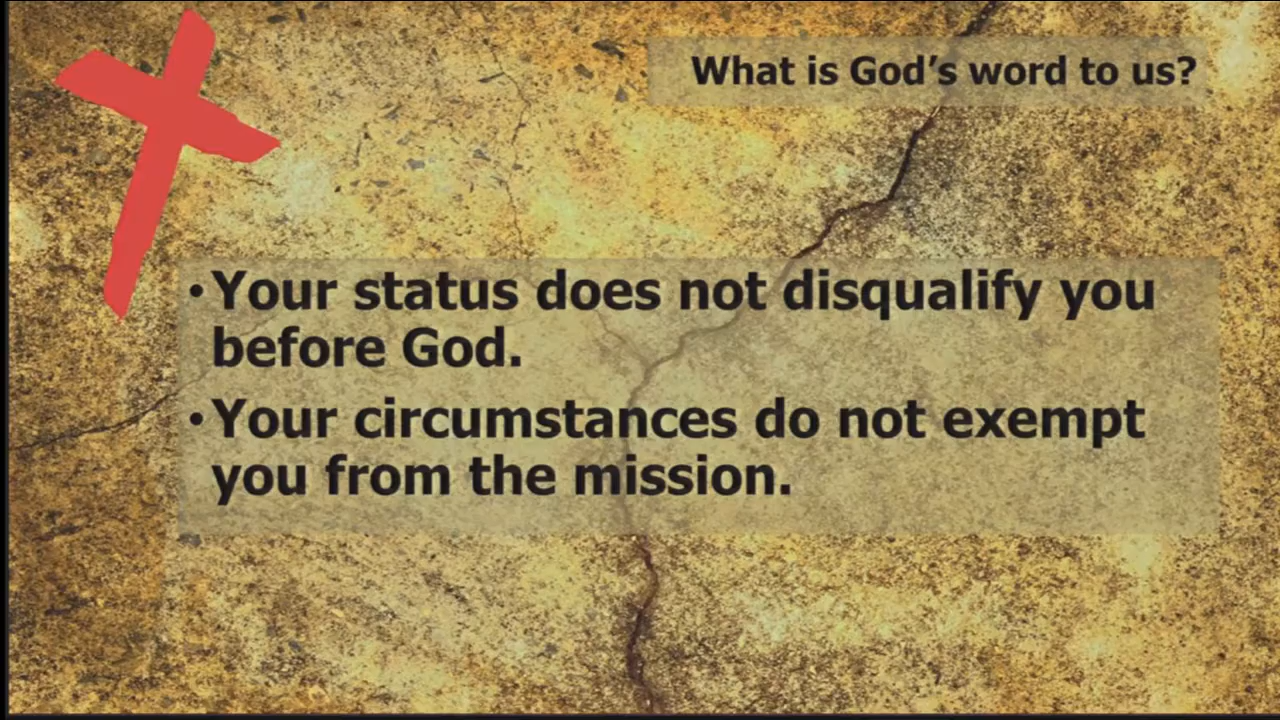 What is God’s word to us?
•Your status does not disqualify you
before God.
•Your circumstances do not exempt
you from the mission.